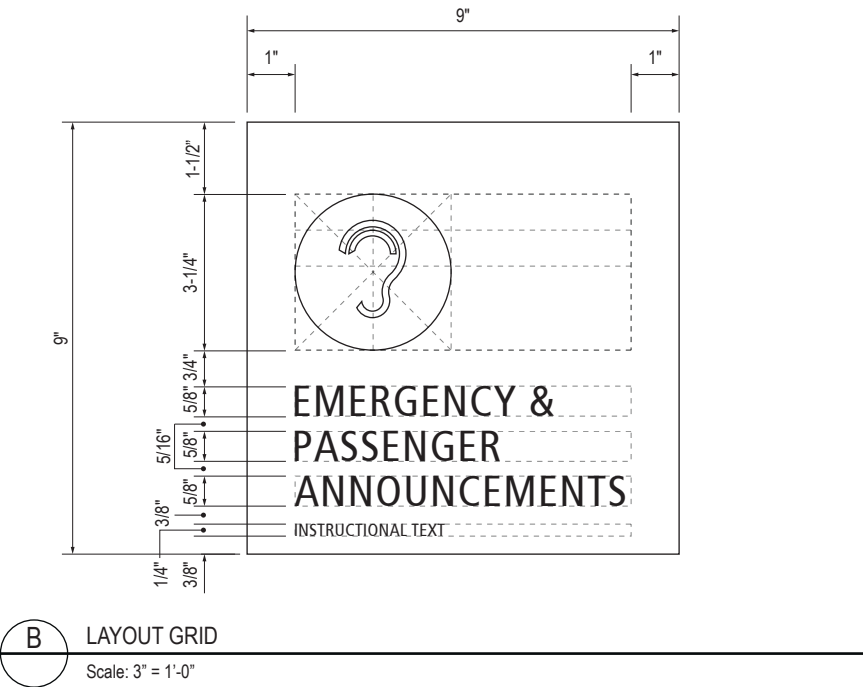 9"
1"
1"
1-1/2"
3-1/4"
9"
3/4"
5/8"
EMERGENCY &
5/16"
5/8"
PASSENGER
5/8"
ANNOUNCEMENTS
3/8"
INSTRUCTIONAL TEXT
1/4"
3/8"
B
LAYOUT GRID
Scale: 3” = 1’-0”